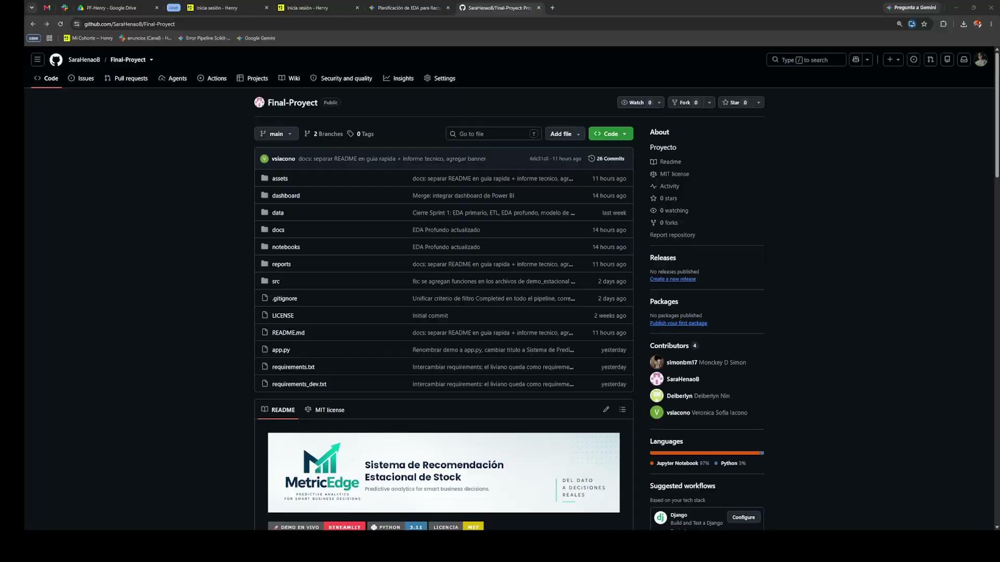 PF-Henry - Google Drive
case
Inicia sesión - Henry
Inicia sesión - Henry
Planificación de EDA para Reco
SaraHenaoB/Final-Proyect: Pro
Pregunta a Gemini
github.com/SaraHenaoB/Final-Proyect
case
Mi Cohorte – Henry
anuncios (Canal) - H...
Error Pipeline Scikit-...
Google Gemini
SaraHenaoB / Final-Proyect
Type / to search
Code
Issues
Pull requests
Agents
Actions
Projects
Wiki
Security and quality
Insights
Settings
Final-Proyect Public
Watch 0
Fork 0
Star 0
main
2 Branches
0 Tags
Go to file T
Add file
Code
vsiacono docs: separar README en guia rapida + informe tecnico, agregar banner 6dc31c0 · 11 hours ago 26 Commits
assets docs: separar README en guia rapida + informe tecnico, agr... 11 hours ago
dashboard Merge: integrar dashboard de Power BI 14 hours ago
data Cierre Sprint 1: EDA primario, ETL, EDA profundo, modelo de ... last week
docs EDA Profundo actualizado 14 hours ago
notebooks EDA Profundo actualizado 14 hours ago
reports docs: separar README en guia rapida + informe tecnico, agr... 11 hours ago
src fix: se agregan funciones en los archivos de demo_estacional ... 2 days ago
.gitignore Unificar criterio de filtro Completed en todo el pipeline, corre... 2 days ago
LICENSE Initial commit 2 weeks ago
README.md docs: separar README en guia rapida + informe tecnico, agr... 11 hours ago
app.py Renombrar demo a app.py, cambiar titulo a Sistema de Predi... yesterday
requirements.txt Intercambiar requirements: el liviano queda como requireme... yesterday
requirements_dev.txt Intercambiar requirements: el liviano queda como requireme... yesterday
README
MIT license
MetricEdge
PREDICTIVE ANALYTICS
FOR SMART BUSINESS DECISIONS.
Sistema de Recomendación
Estacional de Stock
Predictive analytics for smart business decisions.
DEL DATO
A DECISIONES
REALES
DEMO EN VIVO STREAMLIT
PYTHON 3.11
LICENCIA MIT
About
Proyecto
Readme
MIT license
Activity
0 stars
0 watching
0 forks
Report repository
Releases
No releases published
Create a new release
Packages
No packages published
Publish your first package
Contributors 4
simonbm17 Monckey D Simon
SaraHenaoB
Deiberlyn Deiberlyn Nin
V vsiacono Veronica Sofia Iacono
Languages
Jupyter Notebook 97% Python 3%
Suggested workflows
Based on your tech stack
dj
Django
Build and Test a Django
Configure